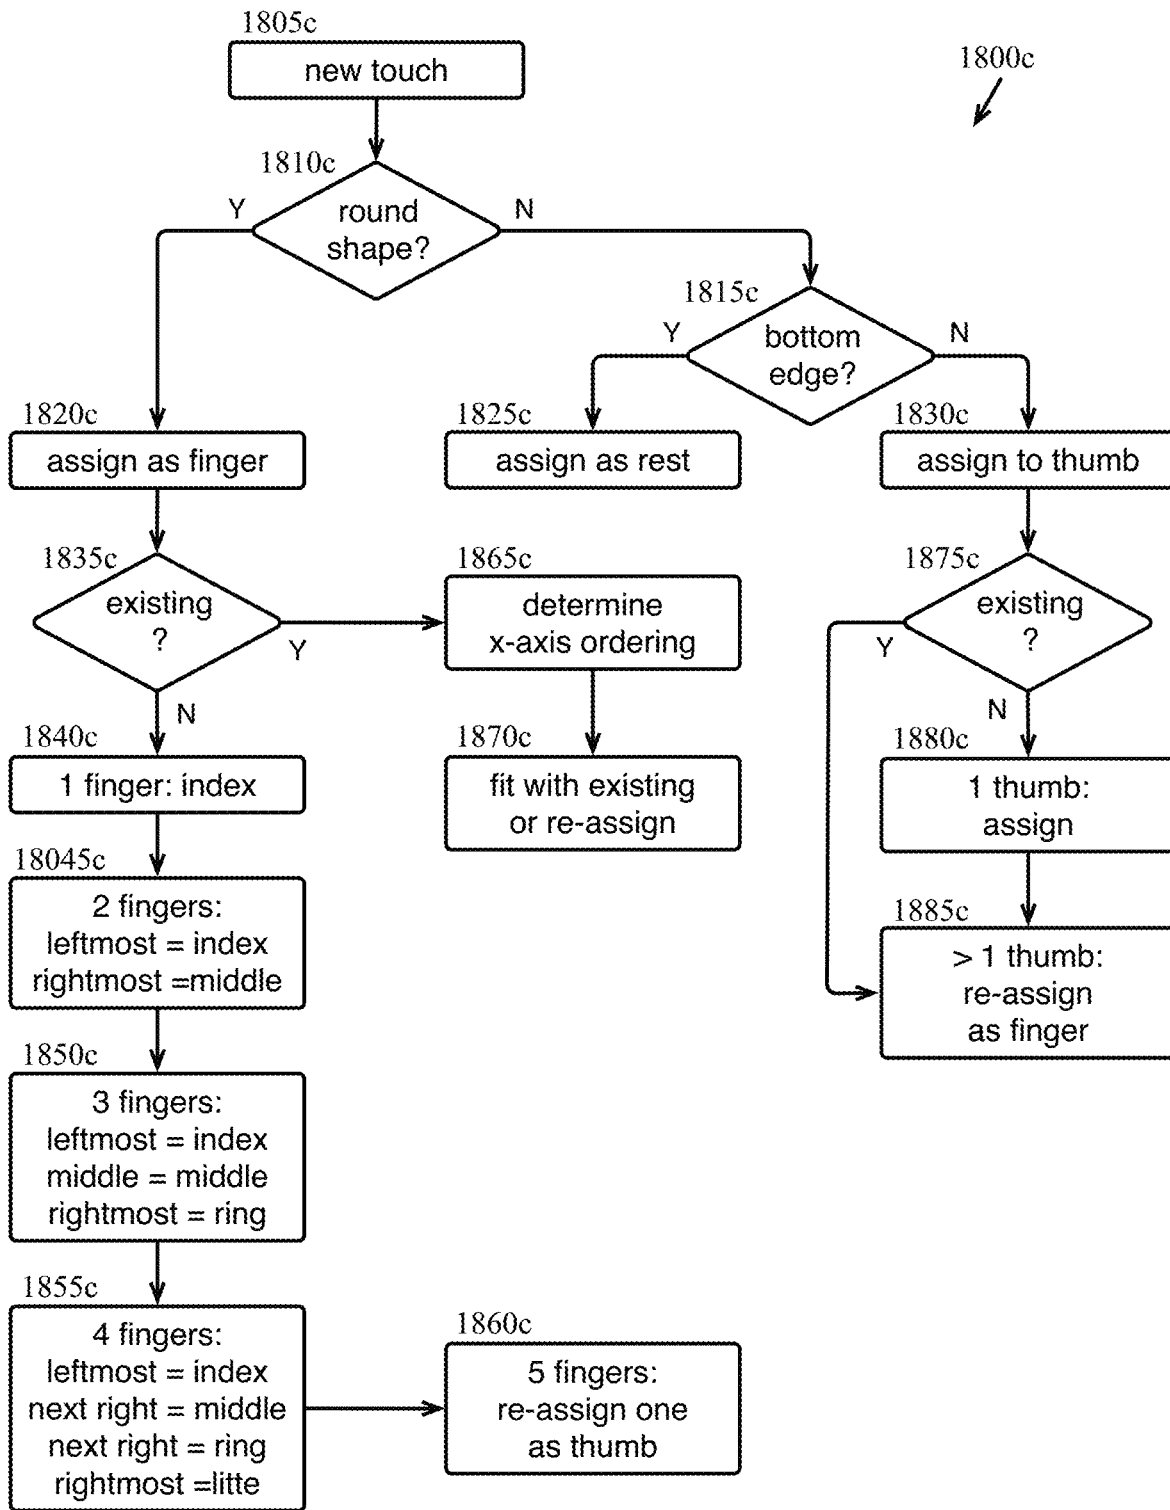 1805c
new touch
1800c
1810c
Y
round
shape?
N
1815c
Y
bottom
edge?
N
1820c
assign as finger
1825c
assign as rest
1830c
assign to thumb
1835c
existing
?
Y
N
1865c
determine
x-axis ordering
1870c
fit with existing
or re-assign
1875c
existing
?
Y
N
1880c
1 thumb:
assign
1885c
> 1 thumb:
re-assign
as finger
1840c
1 finger: index
18045c
2 fingers:
leftmost = index
rightmost =middle
1850c
3 fingers:
leftmost = index
middle = middle
rightmost = ring
1855c
4 fingers:
leftmost = index
next right = middle
next right = ring
rightmost =litte
1860c
5 fingers:
re-assign one
as thumb